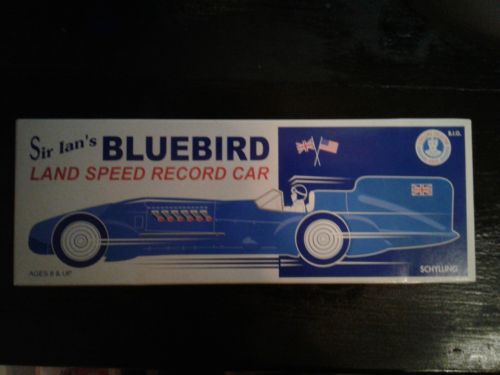 Sir Ian's BLUEBIRD
LAND SPEED RECORD CAR
B.I.D.
AGES 8 & UP
SCHYLLING